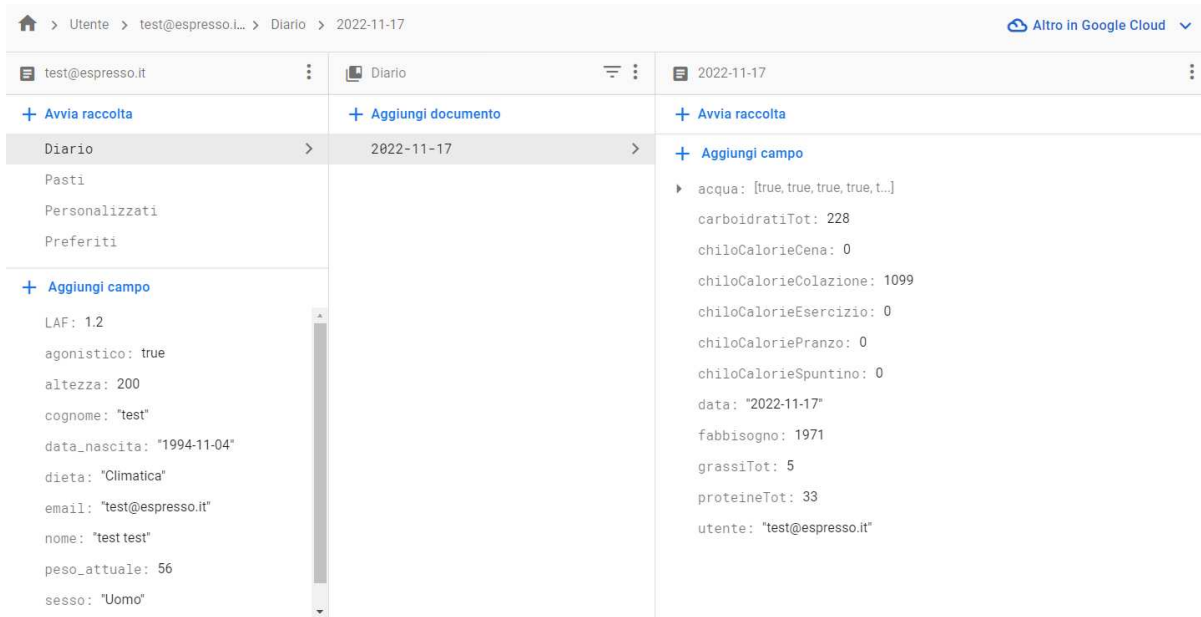 Utente > test@espresso.i... > Diario > 2022-11-17
Altro in Google Cloud
test@espresso.it
Avvia raccolta
Diario
Pasti
Personalizzati
Preferiti
Aggiungi campo
LAF: 1.2
agonistico: true
altezza: 200
cognome: "test"
data_nascita: "1994-11-04"
dieta: "Climatica"
email: "test@espresso.it"
nome: "test test"
peso_attuale: 56
sesso: "Uomo"
Diario
Aggiungi documento
2022-11-17
2022-11-17
Avvia raccolta
Aggiungi campo
acqua: [true, true, true, true, t...]
carboidratiTot: 228
chiloCalorieCena: 0
chiloCalorieColazione: 1099
chiloCalorieEsercizio: 0
chiloCaloriePranzo: 0
chiloCalorieSpuntino: 0
data: "2022-11-17"
fabbisogno: 1971
grassiTot: 5
proteineTot: 33
utente: "test@espresso.it"